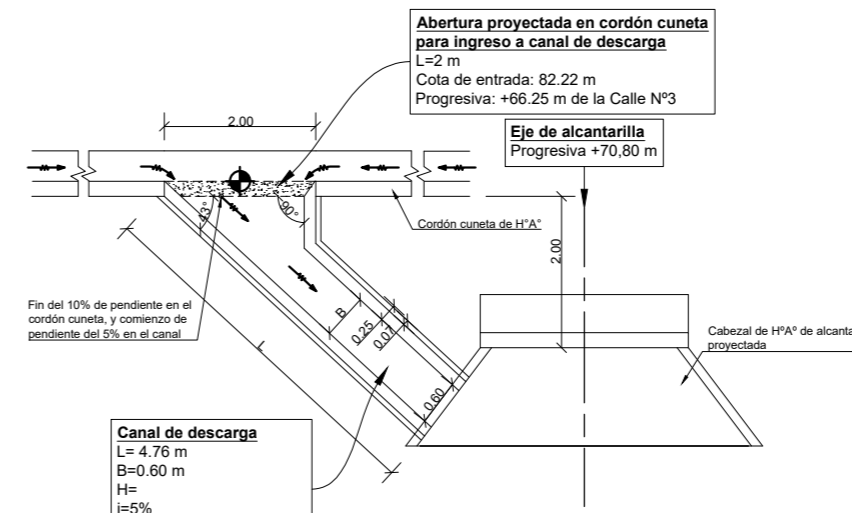 Abertura proyectada en cordón cuneta
para ingreso a canal de descarga
L=2 m
Cota de entrada: 82.22 m
Progresiva: +66.25 m de la Calle Nº3
2.00
Eje de alcantarilla
Progresiva +70,80 m
43°
90°
Cordón cuneta de H°A°
2.00
Fin del 10% de pendiente en el
cordón cuneta, y comienzo de
pendiente del 5% en el canal
B
0.25
0.07
L
0.60
Cabezal de HºAº de alcanta
proyectada
Canal de descarga
L= 4.76 m
B=0.60 m
H=
i=5%